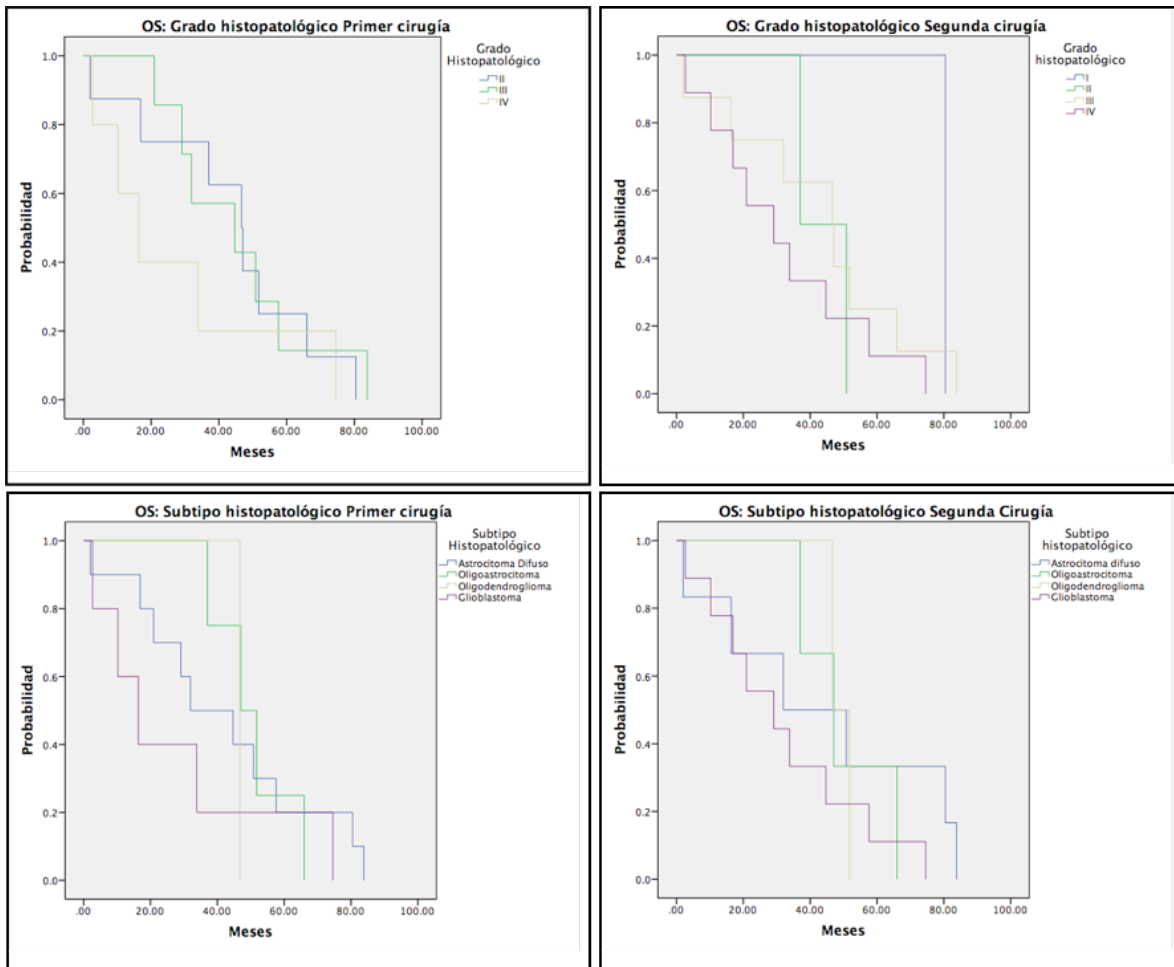 OS: Grado histopatológico Primer cirugía
Grado
Histopatológico
II
III
IV
Probabilidad
1.0
0.8
0.6
0.4
0.2
0.0
.00 20.00 40.00 60.00 80.00 100.00
Meses
OS: Grado histopatológico Segunda cirugía
Grado
histopatológico
I
II
III
IV
Probabilidad
1.0
0.8
0.6
0.4
0.2
0.0
.00 20.00 40.00 60.00 80.00 100.00
Meses
OS: Subtipo histopatológico Primer cirugía
Subtipo
Histopatológico
Astrocitoma Difuso
Oligoastrocitoma
Oligodendroglioma
Glioblastoma
Probabilidad
1.0
0.8
0.6
0.4
0.2
0.0
.00 20.00 40.00 60.00 80.00 100.00
Meses
OS: Subtipo histopatológico Segunda Cirugía
Subtipo
histopatológico
Astrocitoma difuso
Oligoastrocitoma
Oligodendroglioma
Glioblastoma
Probabilidad
1.0
0.8
0.6
0.4
0.2
0.0
.00 20.00 40.00 60.00 80.00 100.00
Meses